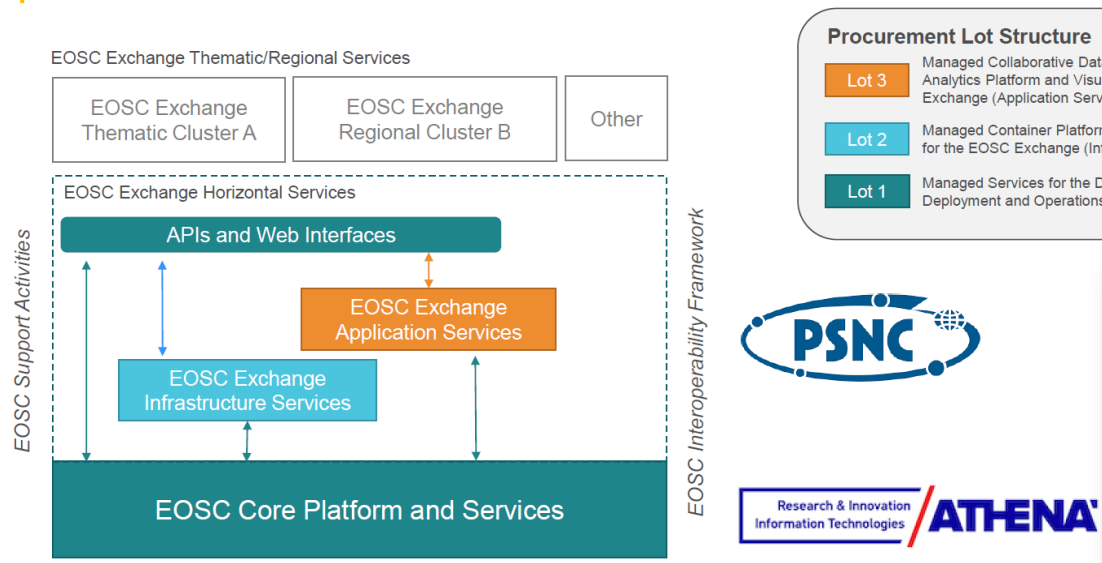 EOSC Exchange Thematic/Regional Services
EOSC Exchange
Thematic Cluster A
EOSC Exchange
Regional Cluster B
Other
EOSC Exchange Horizontal Services
APIs and Web Interfaces
EOSC Exchange
Application Services
EOSC Exchange
Infrastructure Services
EOSC Core Platform and Services
EOSC Support Activities
EOSC Interoperability Framework
Procurement Lot Structure
Lot 3
Managed Collaborative Dat
Analytics Platform and Visu
Exchange (Application Serv
Lot 2
Managed Container Platform
for the EOSC Exchange (In
Lot 1
Managed Services for the D
Deployment and Operations
PSNC
Research & Innovation
Information Technologies
ATHENA